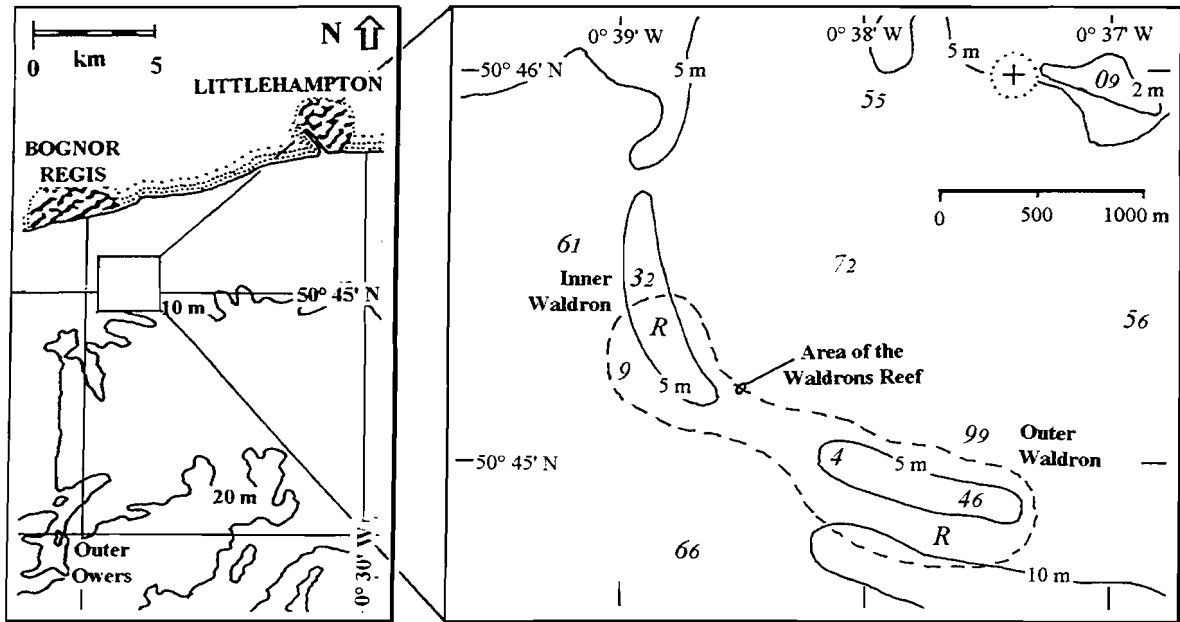 0 5
km
N
LITTLEHAMPTON
BOGNOR
REGIS
50° 45' N
10 m
20 m
Outer
Owers
0° 30' W
0° 39' W
0° 38' W
0° 37' W
50° 46' N
5 m
5 m
55
09
2 m
0 500 1000 m
61
Inner
Waldron
32
72
56
R
9
5 m
Area of the
Waldrons Reef
99
Outer
Waldron
50° 45' N
4
5 m
46
R
66
10 m